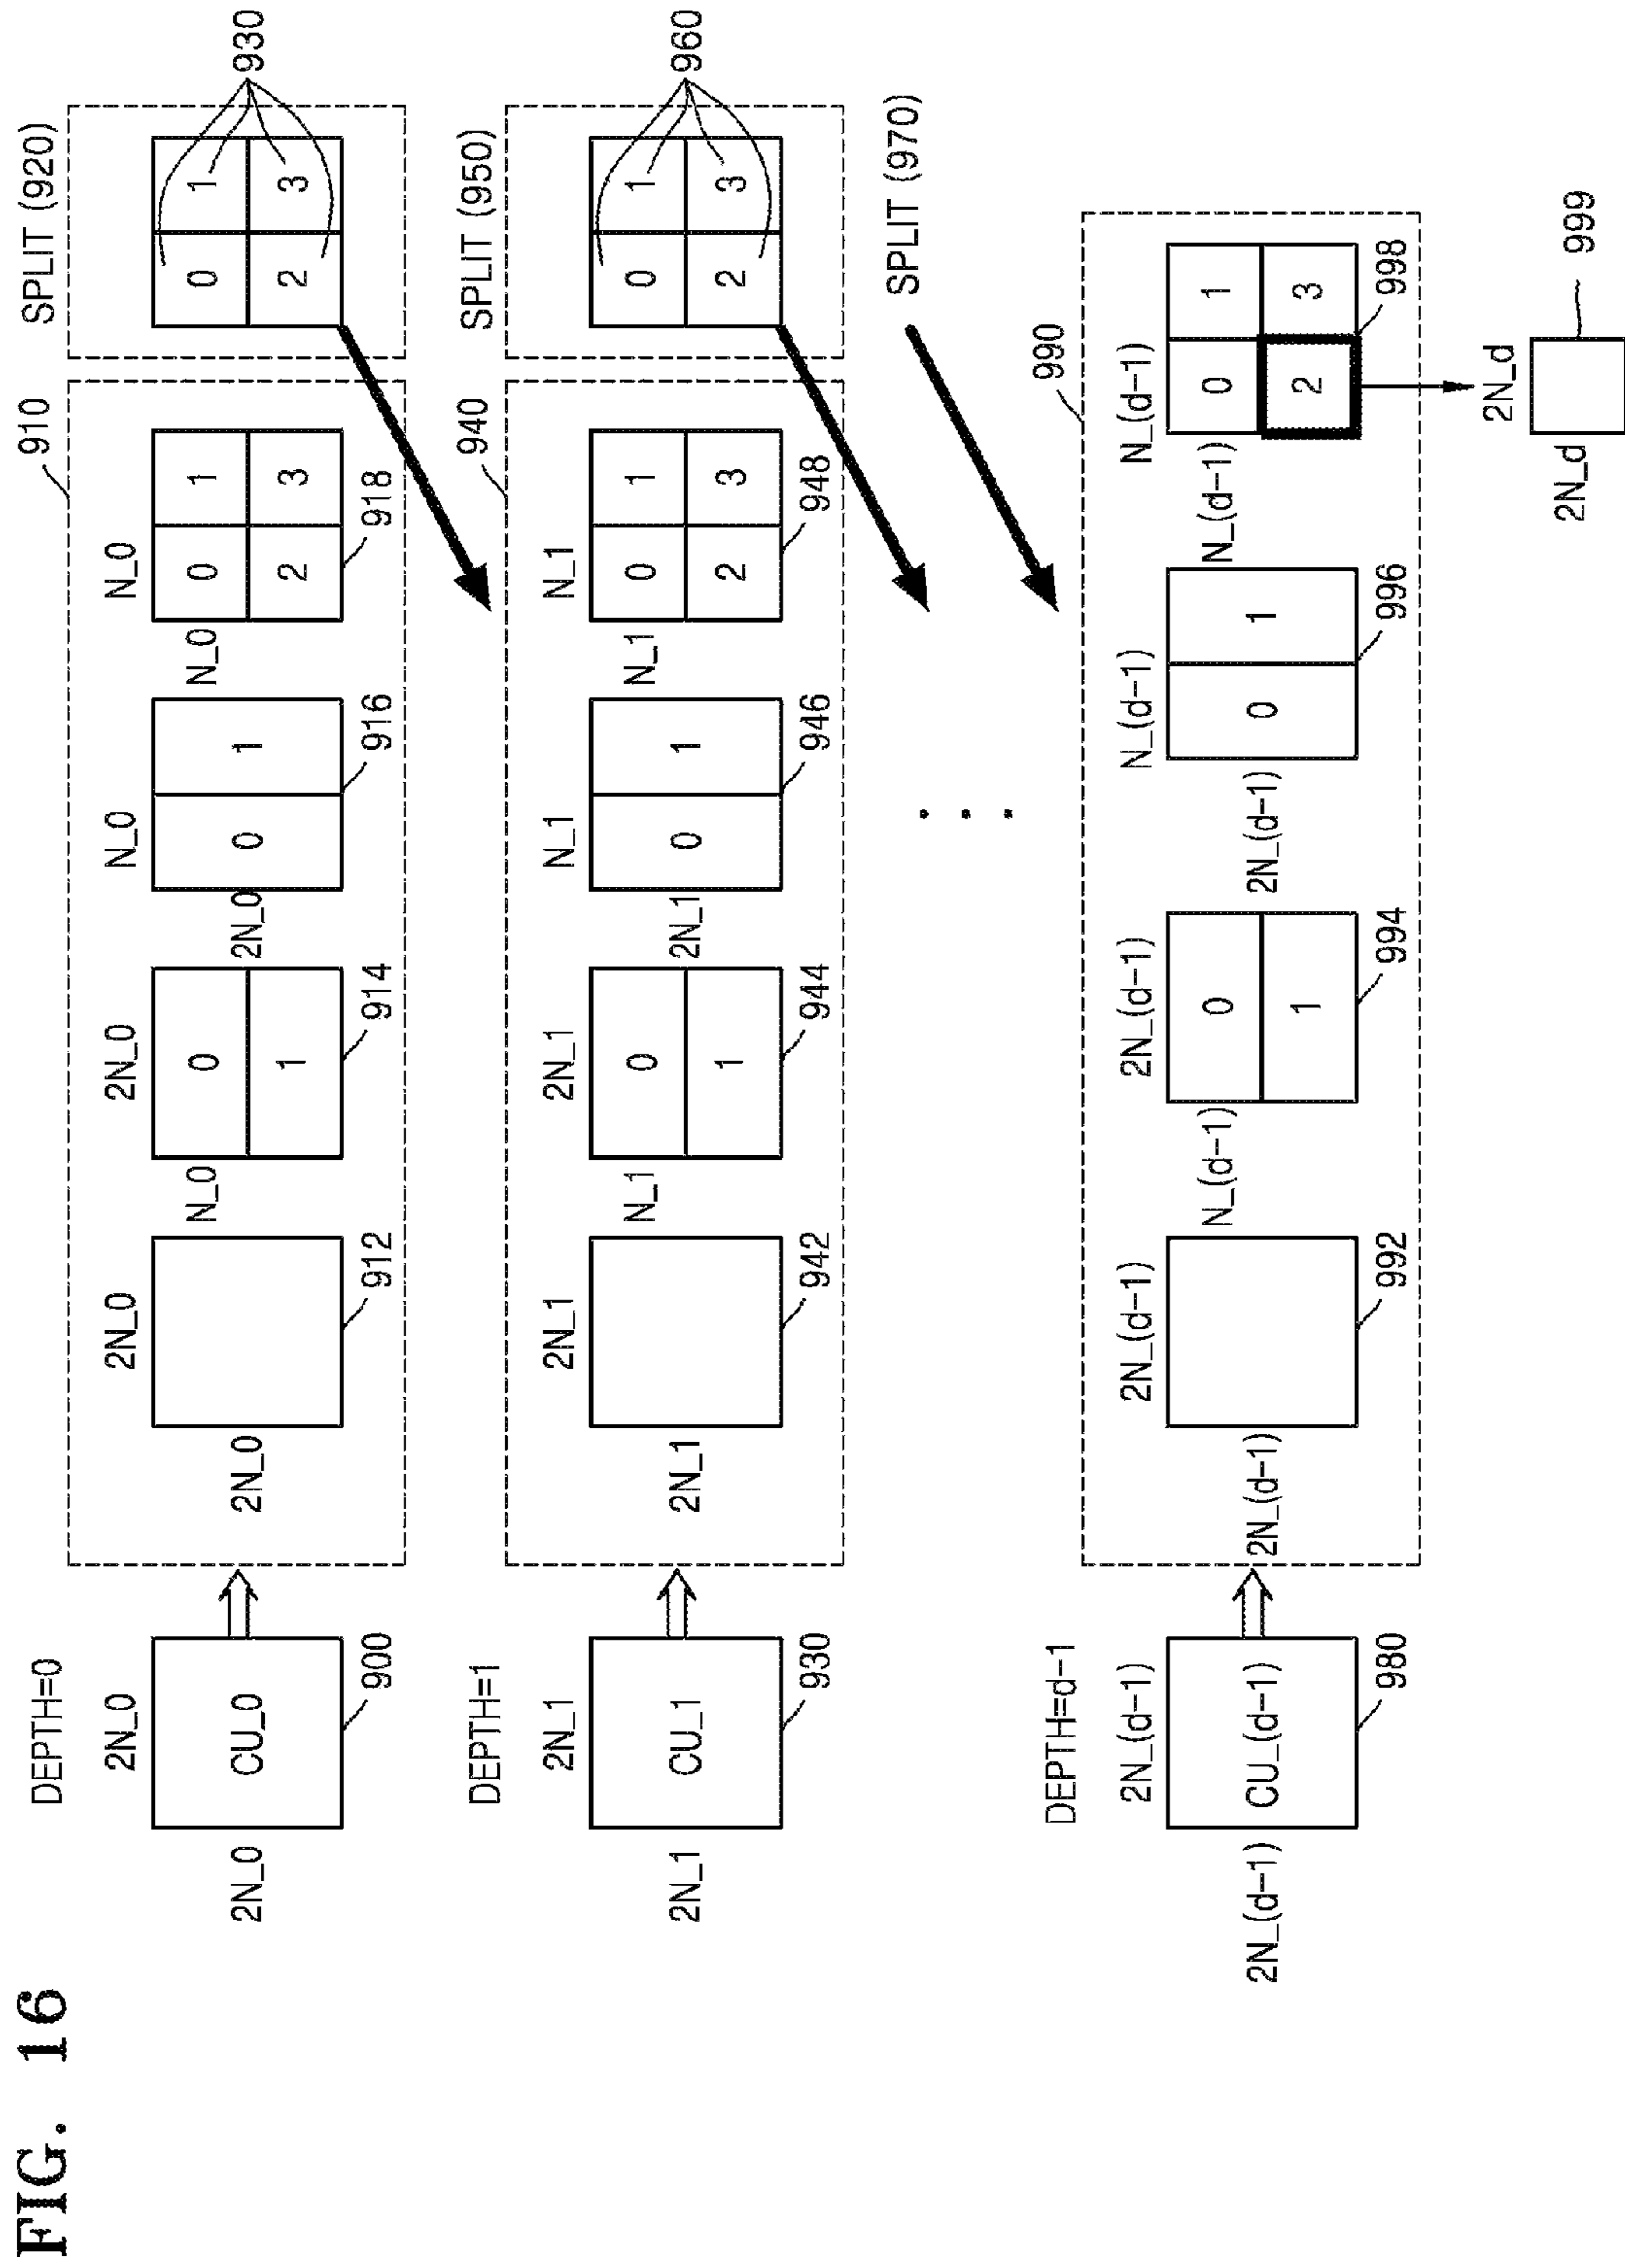 FIG. 16
DEPTH=0
2N_0
2N_0
CU_0
900
910
2N_0
2N_0
912
2N_0
N_0
0
1
914
N_0
2N_0
0 1
916
N_0
N_0
0 1
2 3
918
SPLIT (920)
0 1
2 3
930
DEPTH=1
2N_1
2N_1
CU_1
930
940
2N_1
2N_1
942
2N_1
N_1
0
1
944
N_1
2N_1
0 1
946
N_1
N_1
0 1
2 3
948
SPLIT (950)
0 1
2 3
960
SPLIT (970)
DEPTH=d-1
2N_(d-1)
2N_(d-1)
CU_(d-1)
980
990
2N_(d-1)
2N_(d-1)
992
2N_(d-1)
N_(d-1)
0
1
994
N_(d-1)
2N_(d-1)
0 1
996
N_(d-1)
N_(d-1)
0 1
2 3
998
2N_d
2N_d
999